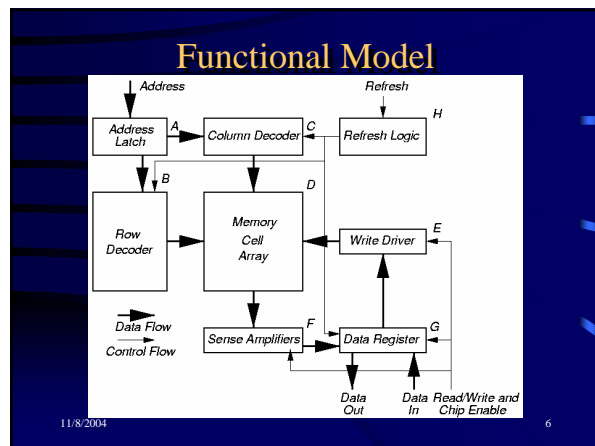 Functional Model
Address
Refresh
Address
Latch
A
Column Decoder
C
Refresh Logic
H
B
D
Row
Decoder
Memory
Cell
Array
Write Driver
E
Data Flow
Control Flow
Sense Amplifiers
F
Data Register
G
Data
Out
Data
In
Read/Write and
Chip Enable
11/8/2004
6